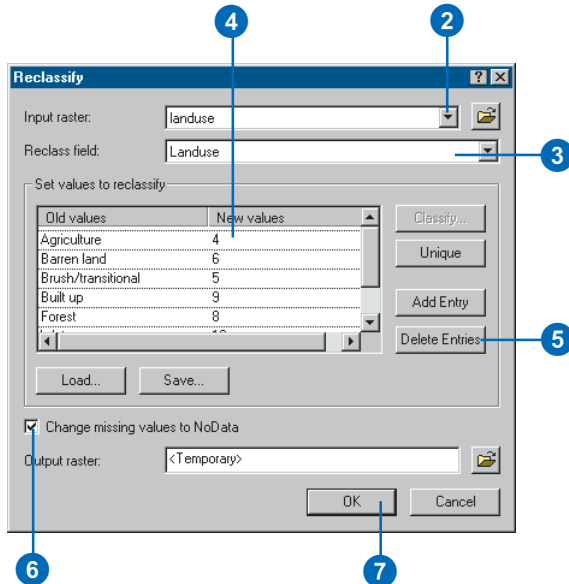 4
2
Reclassify
Input raster: landuse
Reclass field: Landuse
3
Set values to reclassify
Old values New values
Classify...
Agriculture 4
Barren land 6
Unique
Brush/transitional 5
Built up 9
Add Entry
Forest 8
Delete Entries
5
Load... Save...
Change missing values to NoData
Output raster: <Temporary>
OK Cancel
6
7